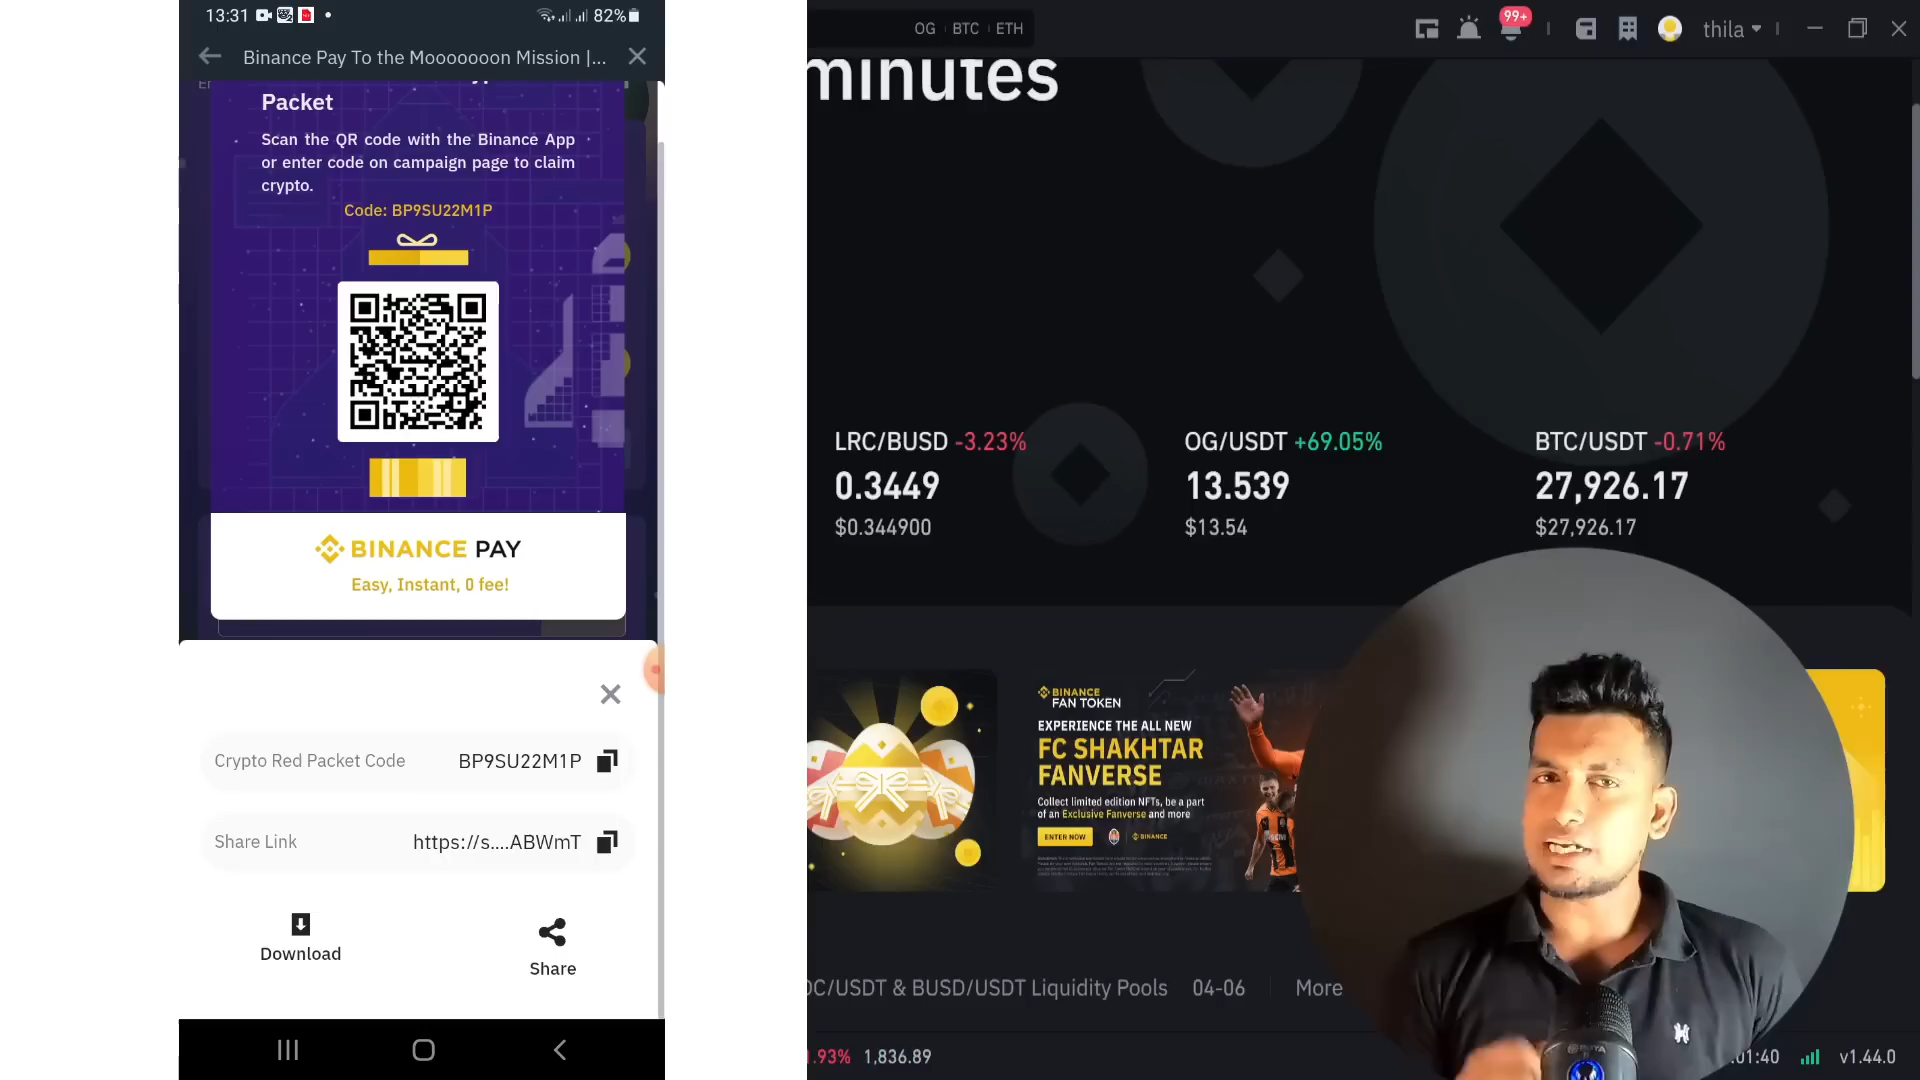 13:31
82%
Binance Pay To the Mooooooon Mission |...
Packet
Scan the QR code with the Binance App
or enter code on campaign page to claim
crypto.
Code: BP9SU22M1P
BINANCE PAY
Easy, Instant, 0 fee!
Crypto Red Packet Code BP9SU22M1P
Share Link https://s....ABWmT
Download
Share
OG BTC ETH
99+
thila
minutes
LRC/BUSD -3.23%
0.3449
$0.344900
OG/USDT +69.05%
13.539
$13.54
BTC/USDT -0.71%
27,926.17
$27,926.17
BINANCE
FAN TOKEN
EXPERIENCE THE ALL NEW
FC SHAKHTAR
FANVERSE
Collect limited edition NFTs, be a part
of an Exclusive Fanverse and more
ENTER NOW
BINANCE
DC/USDT & BUSD/USDT Liquidity Pools 04-06 More
.93% 1,836.89
:01:40
v1.44.0